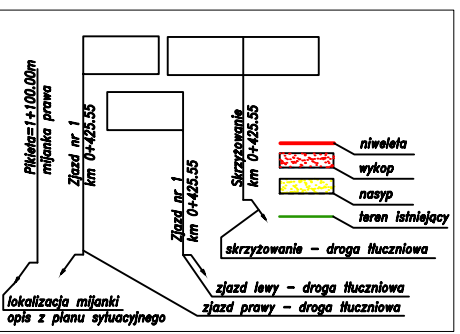 Pikieta=1+100.00m
mijanka prawa
Zjazd nr 1
km 0+425.55
Zjazd nr 1
km 0+425.55
Skrzyżowanie
km 0+425.55
niweleta
wykop
nasyp
teren istniejący
skrzyżowanie – droga tłuczniowa
zjazd lewy – droga tłuczniowa
zjazd prawy – droga tłuczniowa
lokalizacja mijanki
opis z planu sytuacyjnego